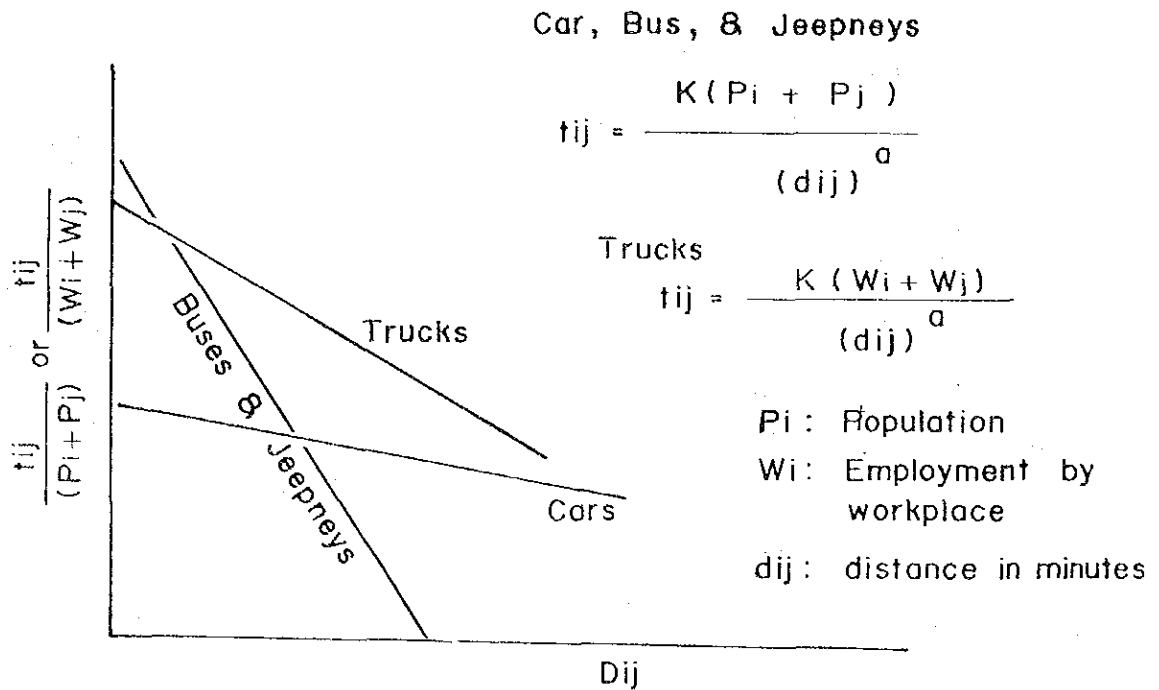 Car, Bus, & Jeepneys
tij = K(Pi + Pj) / (dij)^a
Trucks
tij = K(Wi+Wj) / (dij)^a
tij/(Pi+Pj) or tij/(Wi+Wj)
Buses & Jeepneys
Trucks
Cars
Pi: Population
Wi: Employment by
workplace
dij: distance in minutes
Dij